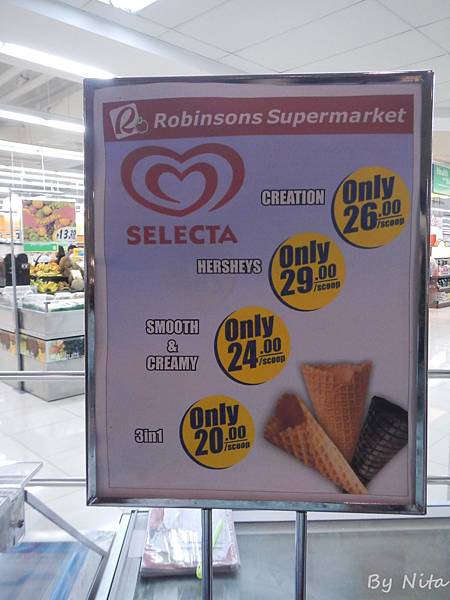 Robinsons Supermarket
SELECTA
CREATION
Only
26.00
/scoop
HERSHEYS
Only
29.00
/scoop
SMOOTH
&
CREAMY
Only
24.00
/scoop
3in1
Only
20.00
/scoop
By Nita